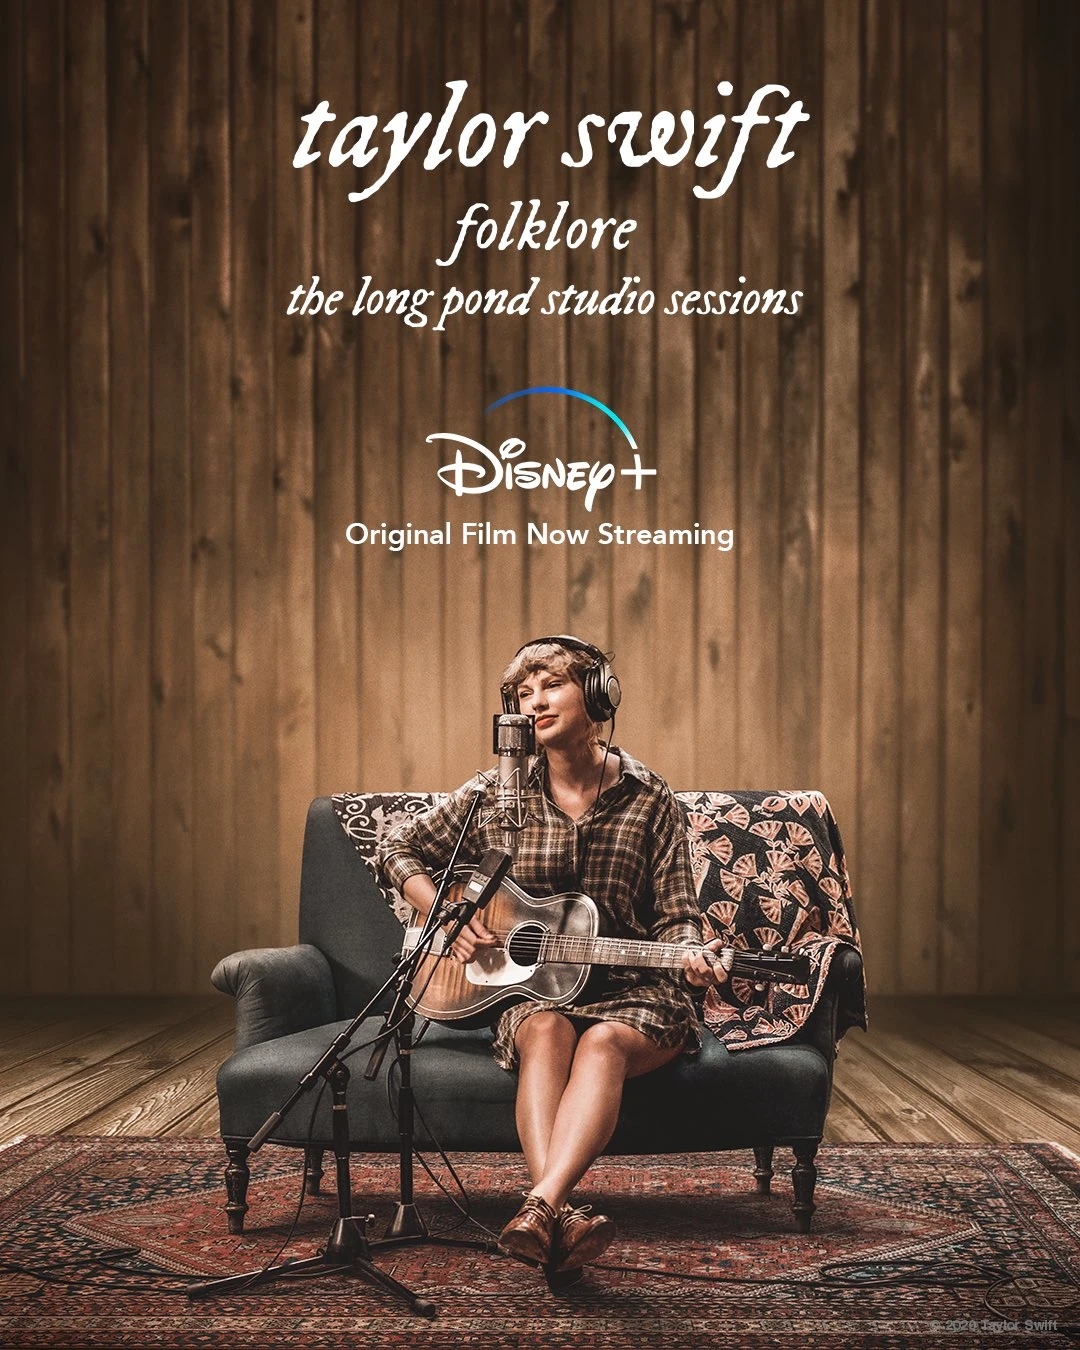 taylor swift
folklore
the long pond studio sessions
Disney+
Original Film Now Streaming
© 2020 Taylor Swift